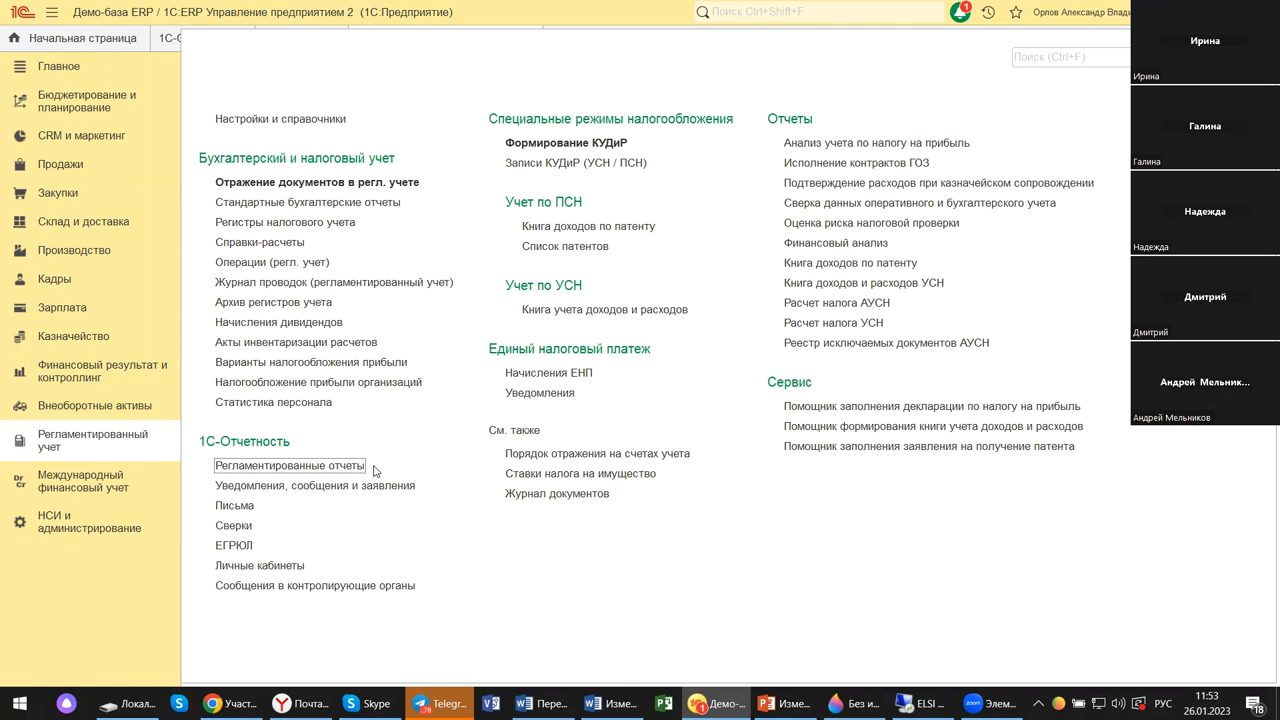 Демо-база ERP / 1С:ERP Управление предприятием 2 (1С:Предприятие)
Поиск Ctrl+Shift+F
1
Орлов Александр Влади
Начальная страница
1С-С
Поиск (Ctrl+F)
Главное
Бюджетирование и
планирование
CRM и маркетинг
Продажи
Закупки
Склад и доставка
Производство
Кадры
Зарплата
Казначейство
Финансовый результат и
контроллинг
Внеоборотные активы
Регламентированный
учет
Международный
финансовый учет
НСИ и
администрирование
Настройки и справочники
Бухгалтерский и налоговый учет
Отражение документов в регл. учете
Стандартные бухгалтерские отчеты
Регистры налогового учета
Справки-расчеты
Операции (регл. учет)
Журнал проводок (регламентированный учет)
Архив регистров учета
Начисления дивидендов
Акты инвентаризации расчетов
Варианты налогообложения прибыли
Налогообложение прибыли организаций
Статистика персонала
1С-Отчетность
Регламентированные отчеты
Уведомления, сообщения и заявления
Письма
Сверки
ЕГРЮЛ
Личные кабинеты
Сообщения в контролирующие органы
Специальные режимы налогообложения
Формирование КУДиР
Записи КУДиР (УСН / ПСН)
Учет по ПСН
Книга доходов по патенту
Список патентов
Учет по УСН
Книга учета доходов и расходов
Единый налоговый платеж
Начисления ЕНП
Уведомления
См. также
Порядок отражения на счетах учета
Ставки налога на имущество
Журнал документов
Отчеты
Анализ учета по налогу на прибыль
Исполнение контрактов ГОЗ
Подтверждение расходов при казначейском сопровождении
Сверка данных оперативного и бухгалтерского учета
Оценка риска налоговой проверки
Финансовый анализ
Книга доходов по патенту
Книга доходов и расходов УСН
Расчет налога АУСН
Расчет налога УСН
Реестр исключаемых документов АУСН
Сервис
Помощник заполнения декларации по налогу на прибыль
Помощник формирования книги учета доходов и расходов
Помощник заполнения заявления на получение патента
Ирина
Ирина
Галина
Галина
Надежда
Надежда
Дмитрий
Дмитрий
Андрей Мельник...
Андрей Мельников
Локал...
Участ...
Почта...
Skype
Telegr...
78
Пере...
Изме...
Демо-...
1
Изме...
Без и...
ELSI ...
zoom
Элем...
РУС
11:53
26.01.2023
18